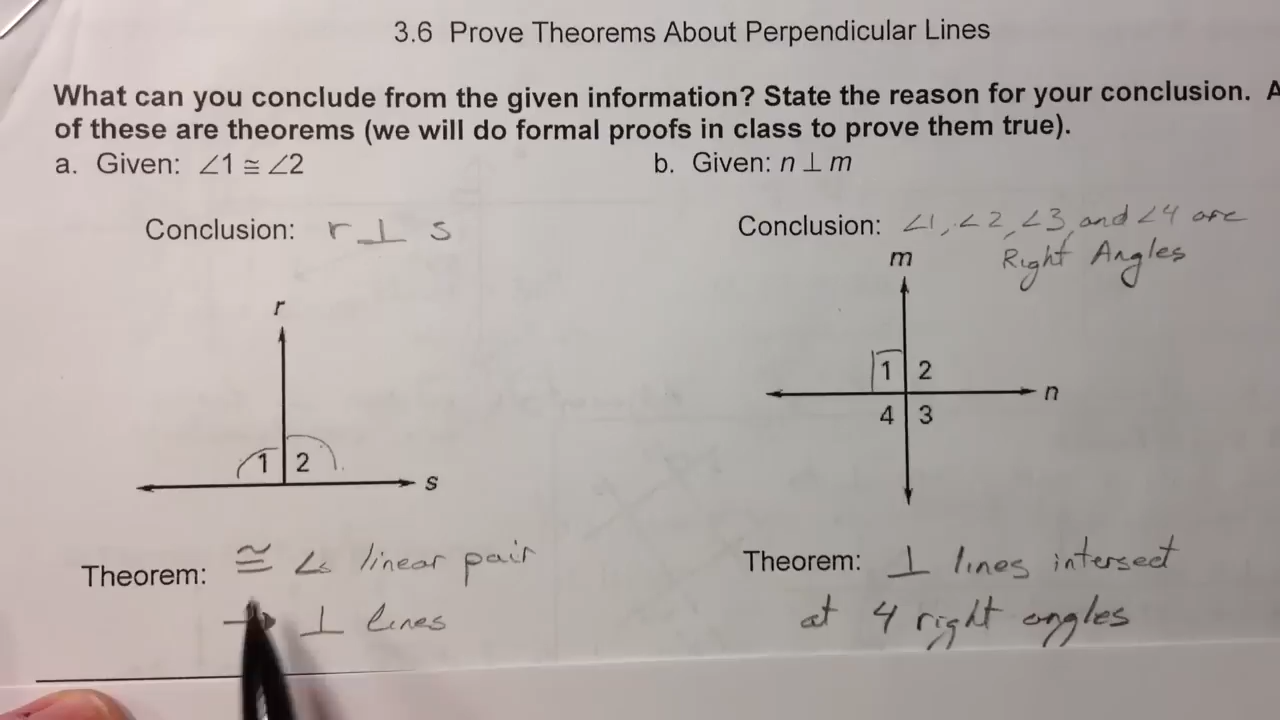 3.6 Prove Theorems About Perpendicular Lines
What can you conclude from the given information? State the reason for your conclusion. A
of these are theorems (we will do formal proofs in class to prove them true).
a. Given: ∠1 ≅ ∠2
Conclusion: r ⊥ s
r
1 2
s
Theorem: ≅ ∠s linear pair
→ ⊥ lines
b. Given: n ⊥ m
Conclusion: ∠1, ∠2, ∠3, and ∠4 are
Right Angles
m
1 2
n
4 3
Theorem: ⊥ lines intersect
at 4 right angles